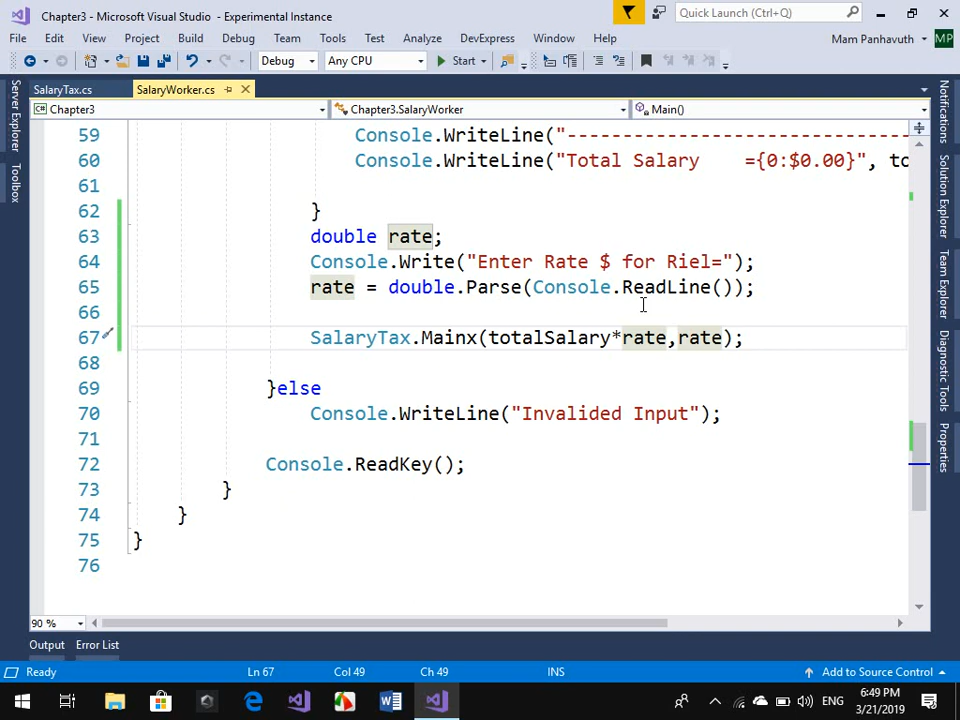 Chapter3 - Microsoft Visual Studio - Experimental Instance
Quick Launch (Ctrl+Q)
File Edit View Project Build Debug Team Tools Test Analyze DevExpress Window Help
Mam Panhavuth MP
Debug Any CPU Start
SalaryTax.cs SalaryWorker.cs
Chapter3 Chapter3.SalaryWorker Main()
Server Explorer
Toolbox
59 Console.WriteLine("---------------------------------
60 Console.WriteLine("Total Salary    ={0:$0.00}", to
61
62 }
63 double rate;
64 Console.Write("Enter Rate $ for Riel=");
65 rate = double.Parse(Console.ReadLine());
66
67 SalaryTax.Mainx(totalSalary*rate,rate);
68
69 }else
70 Console.WriteLine("Invalided Input");
71
72 Console.ReadKey();
73 }
74 }
75 }
76
Notifications
Solution Explorer
Team Explorer
Diagnostic Tools
Properties
90 %
Output Error List
Ready Ln 67 Col 49 Ch 49 INS Add to Source Control
ENG
6:49 PM
3/21/2019